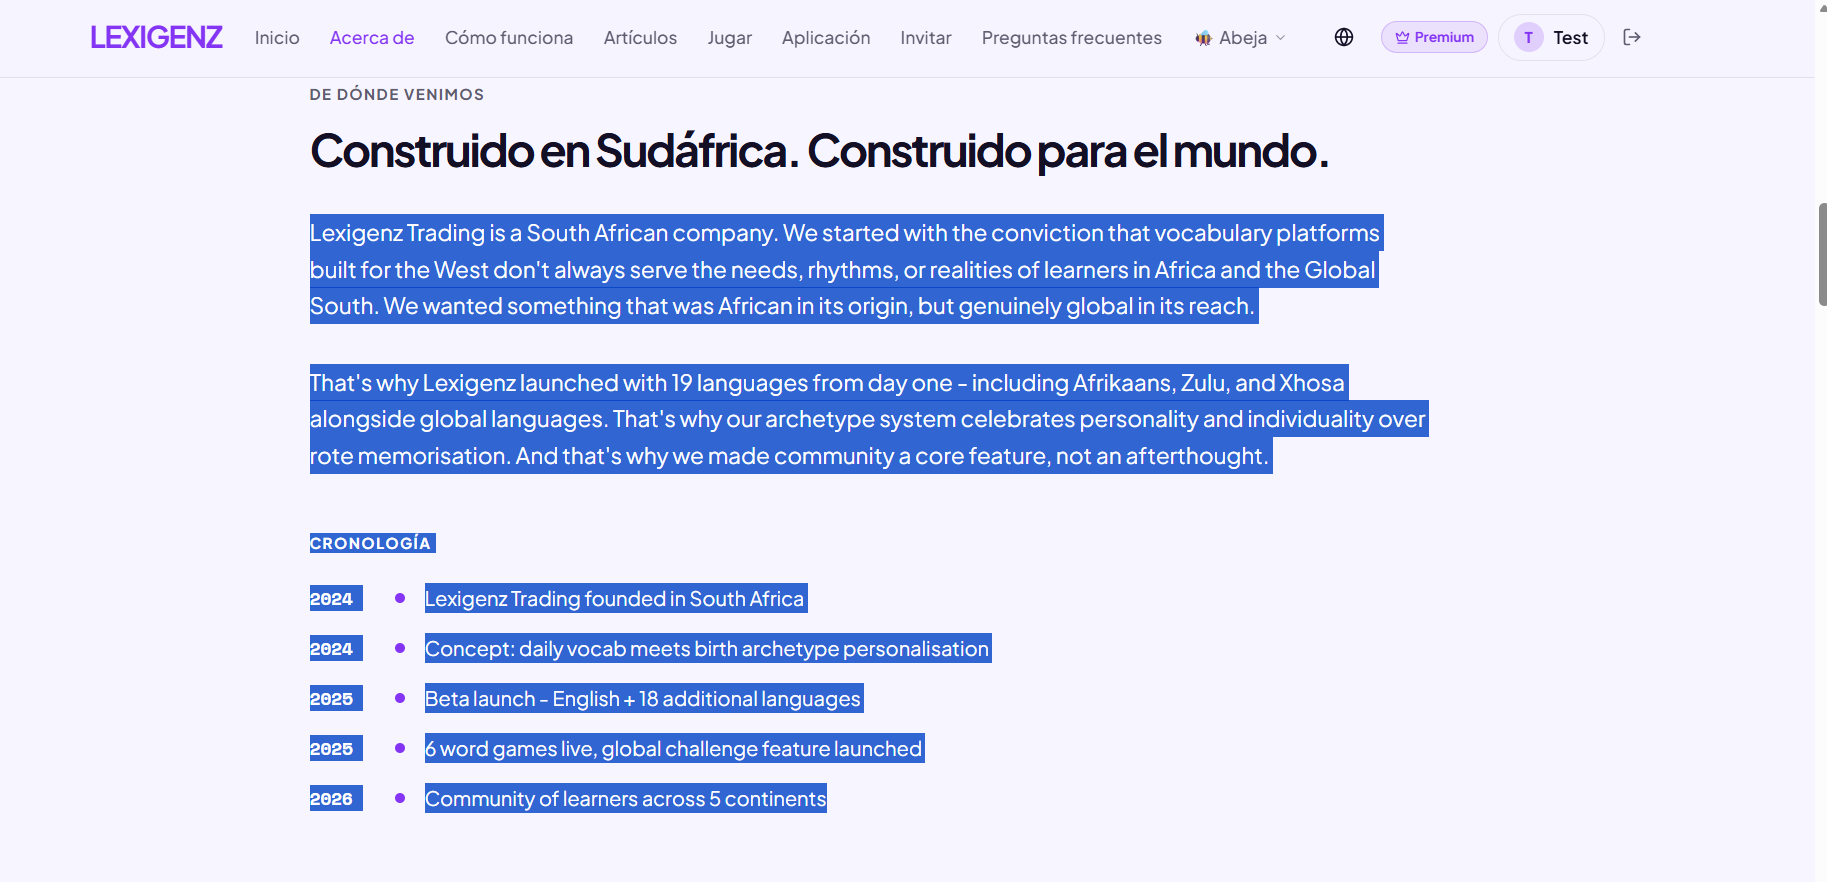 LEXIGENZ Inicio Acerca de Cómo funciona Artículos Jugar Aplicación Invitar Preguntas frecuentes Abeja Premium T Test
DE DÓNDE VENIMOS
Construido en Sudáfrica. Construido para el mundo.
Lexigenz Trading is a South African company. We started with the conviction that vocabulary platforms
built for the West don't always serve the needs, rhythms, or realities of learners in Africa and the Global
South. We wanted something that was African in its origin, but genuinely global in its reach.
That's why Lexigenz launched with 19 languages from day one - including Afrikaans, Zulu, and Xhosa
alongside global languages. That's why our archetype system celebrates personality and individuality over
rote memorisation. And that's why we made community a core feature, not an afterthought.
CRONOLOGÍA
2024 Lexigenz Trading founded in South Africa
2024 Concept: daily vocab meets birth archetype personalisation
2025 Beta launch - English + 18 additional languages
2025 6 word games live, global challenge feature launched
2026 Community of learners across 5 continents